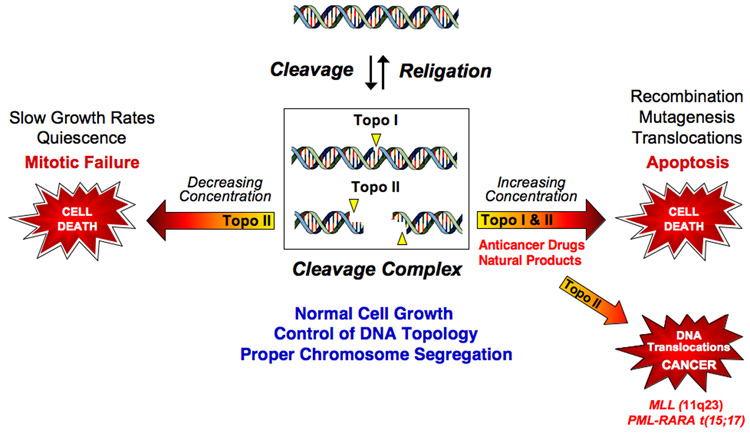 Cleavage
Religation
Slow Growth Rates
Quiescence
Mitotic Failure
CELL
DEATH
Decreasing
Concentration
Topo II
Topo I
Topo II
Cleavage Complex
Normal Cell Growth
Control of DNA Topology
Proper Chromosome Segregation
Increasing
Concentration
Topo I & II
Anticancer Drugs
Natural Products
Recombination
Mutagenesis
Translocations
Apoptosis
CELL
DEATH
Topo II
DNA
Translocations
CANCER
MLL (11q23)
PML-RARA t(15;17)